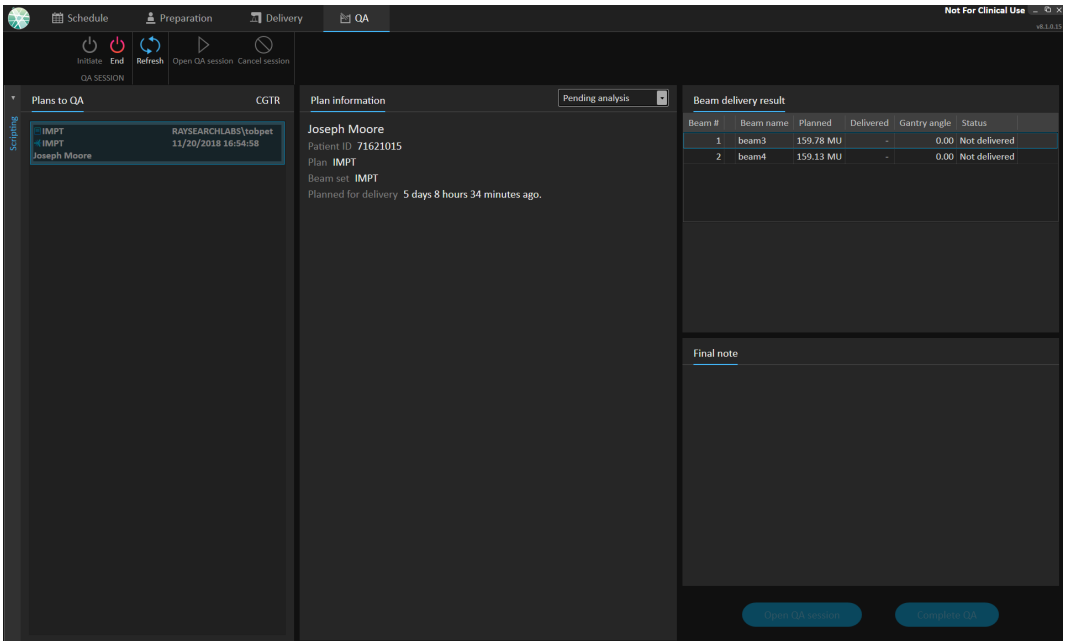 Not For Clinical Use
v8.1.0.15
Schedule Preparation Delivery QA
Initiate End Refresh Open QA session Cancel session
QA SESSION
Scripting
Plans to QA CGTR
IMPT RAYSEARCHLABS\tobpet
IMPT 11/20/2018 16:54:58
Joseph Moore
Plan information Pending analysis
Joseph Moore
Patient ID 71621015
Plan IMPT
Beam set IMPT
Planned for delivery 5 days 8 hours 34 minutes ago.
Beam delivery result
Beam # Beam name Planned Delivered Gantry angle Status
1 beam3 159.78 MU - 0.00 Not delivered
2 beam4 159.13 MU - 0.00 Not delivered
Final note
Open QA session Complete QA